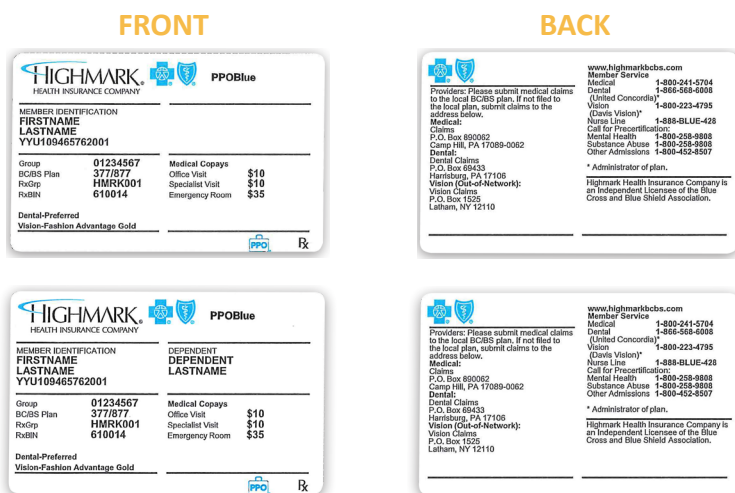 FRONT
BACK
HIGHMARK®
HEALTH INSURANCE COMPANY
PPOBlue
MEMBER IDENTIFICATION
FIRSTNAME
LASTNAME
YYU109465762001
Group 01234567
BC/BS Plan 377/877
RxGrp HMRK001
RxBIN 610014
Medical Copays
Office Visit $10
Specialist Visit $10
Emergency Room $35
Dental-Preferred
Vision-Fashion Advantage Gold
PPO
Rx
Providers: Please submit medical claims
to the local BC/BS plan. If not filed to
the local plan, submit claims to the
address below.
Medical:
Claims
P.O. Box 890062
Camp Hill, PA 17089-0062
Dental:
Dental Claims
P.O. Box 69433
Harrisburg, PA 17106
Vision (Out-of-Network):
Vision Claims
P.O. Box 1525
Latham, NY 12110
www.highmarkbcbs.com
Member Service
Medical 1-800-241-5704
Dental 1-866-568-6008
(United Concordia)*
Vision 1-800-223-4795
(Davis Vision)*
Nurse Line 1-888-BLUE-428
Call for Precertification:
Mental Health 1-800-258-9808
Substance Abuse 1-800-258-9808
Other Admissions 1-800-452-8507
* Administrator of plan.
Highmark Health Insurance Company is
an Independent Licensee of the Blue
Cross and Blue Shield Association.
HIGHMARK®
HEALTH INSURANCE COMPANY
PPOBlue
MEMBER IDENTIFICATION
FIRSTNAME
LASTNAME
YYU109465762001
DEPENDENT
DEPENDENT
LASTNAME
Group 01234567
BC/BS Plan 377/877
RxGrp HMRK001
RxBIN 610014
Medical Copays
Office Visit $10
Specialist Visit $10
Emergency Room $35
Dental-Preferred
Vision-Fashion Advantage Gold
PPO
Rx
Providers: Please submit medical claims
to the local BC/BS plan. If not filed to
the local plan, submit claims to the
address below.
Medical:
Claims
P.O. Box 890062
Camp Hill, PA 17089-0062
Dental:
Dental Claims
P.O. Box 69433
Harrisburg, PA 17106
Vision (Out-of-Network):
Vision Claims
P.O. Box 1525
Latham, NY 12110
www.highmarkbcbs.com
Member Service
Medical 1-800-241-5704
Dental 1-866-568-6008
(United Concordia)*
Vision 1-800-223-4795
(Davis Vision)*
Nurse Line 1-888-BLUE-428
Call for Precertification:
Mental Health 1-800-258-9808
Substance Abuse 1-800-258-9808
Other Admissions 1-800-452-8507
* Administrator of plan.
Highmark Health Insurance Company is
an Independent Licensee of the Blue
Cross and Blue Shield Association.